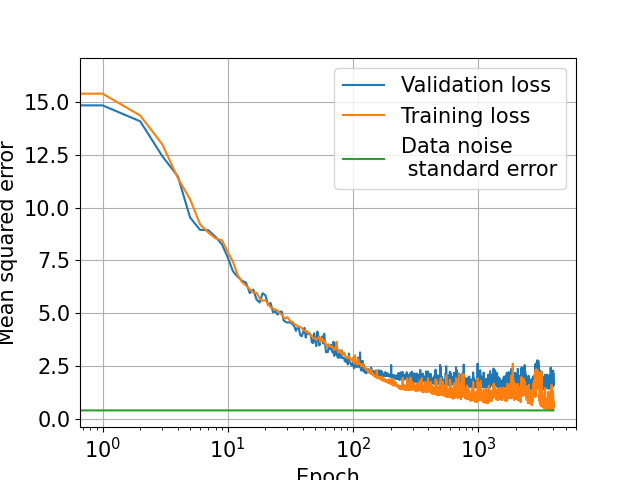 Validation loss
Training loss
Data noise
standard error
Mean squared error
15.0
12.5
10.0
7.5
5.0
2.5
0.0
10⁰
10¹
10²
10³
Epoch